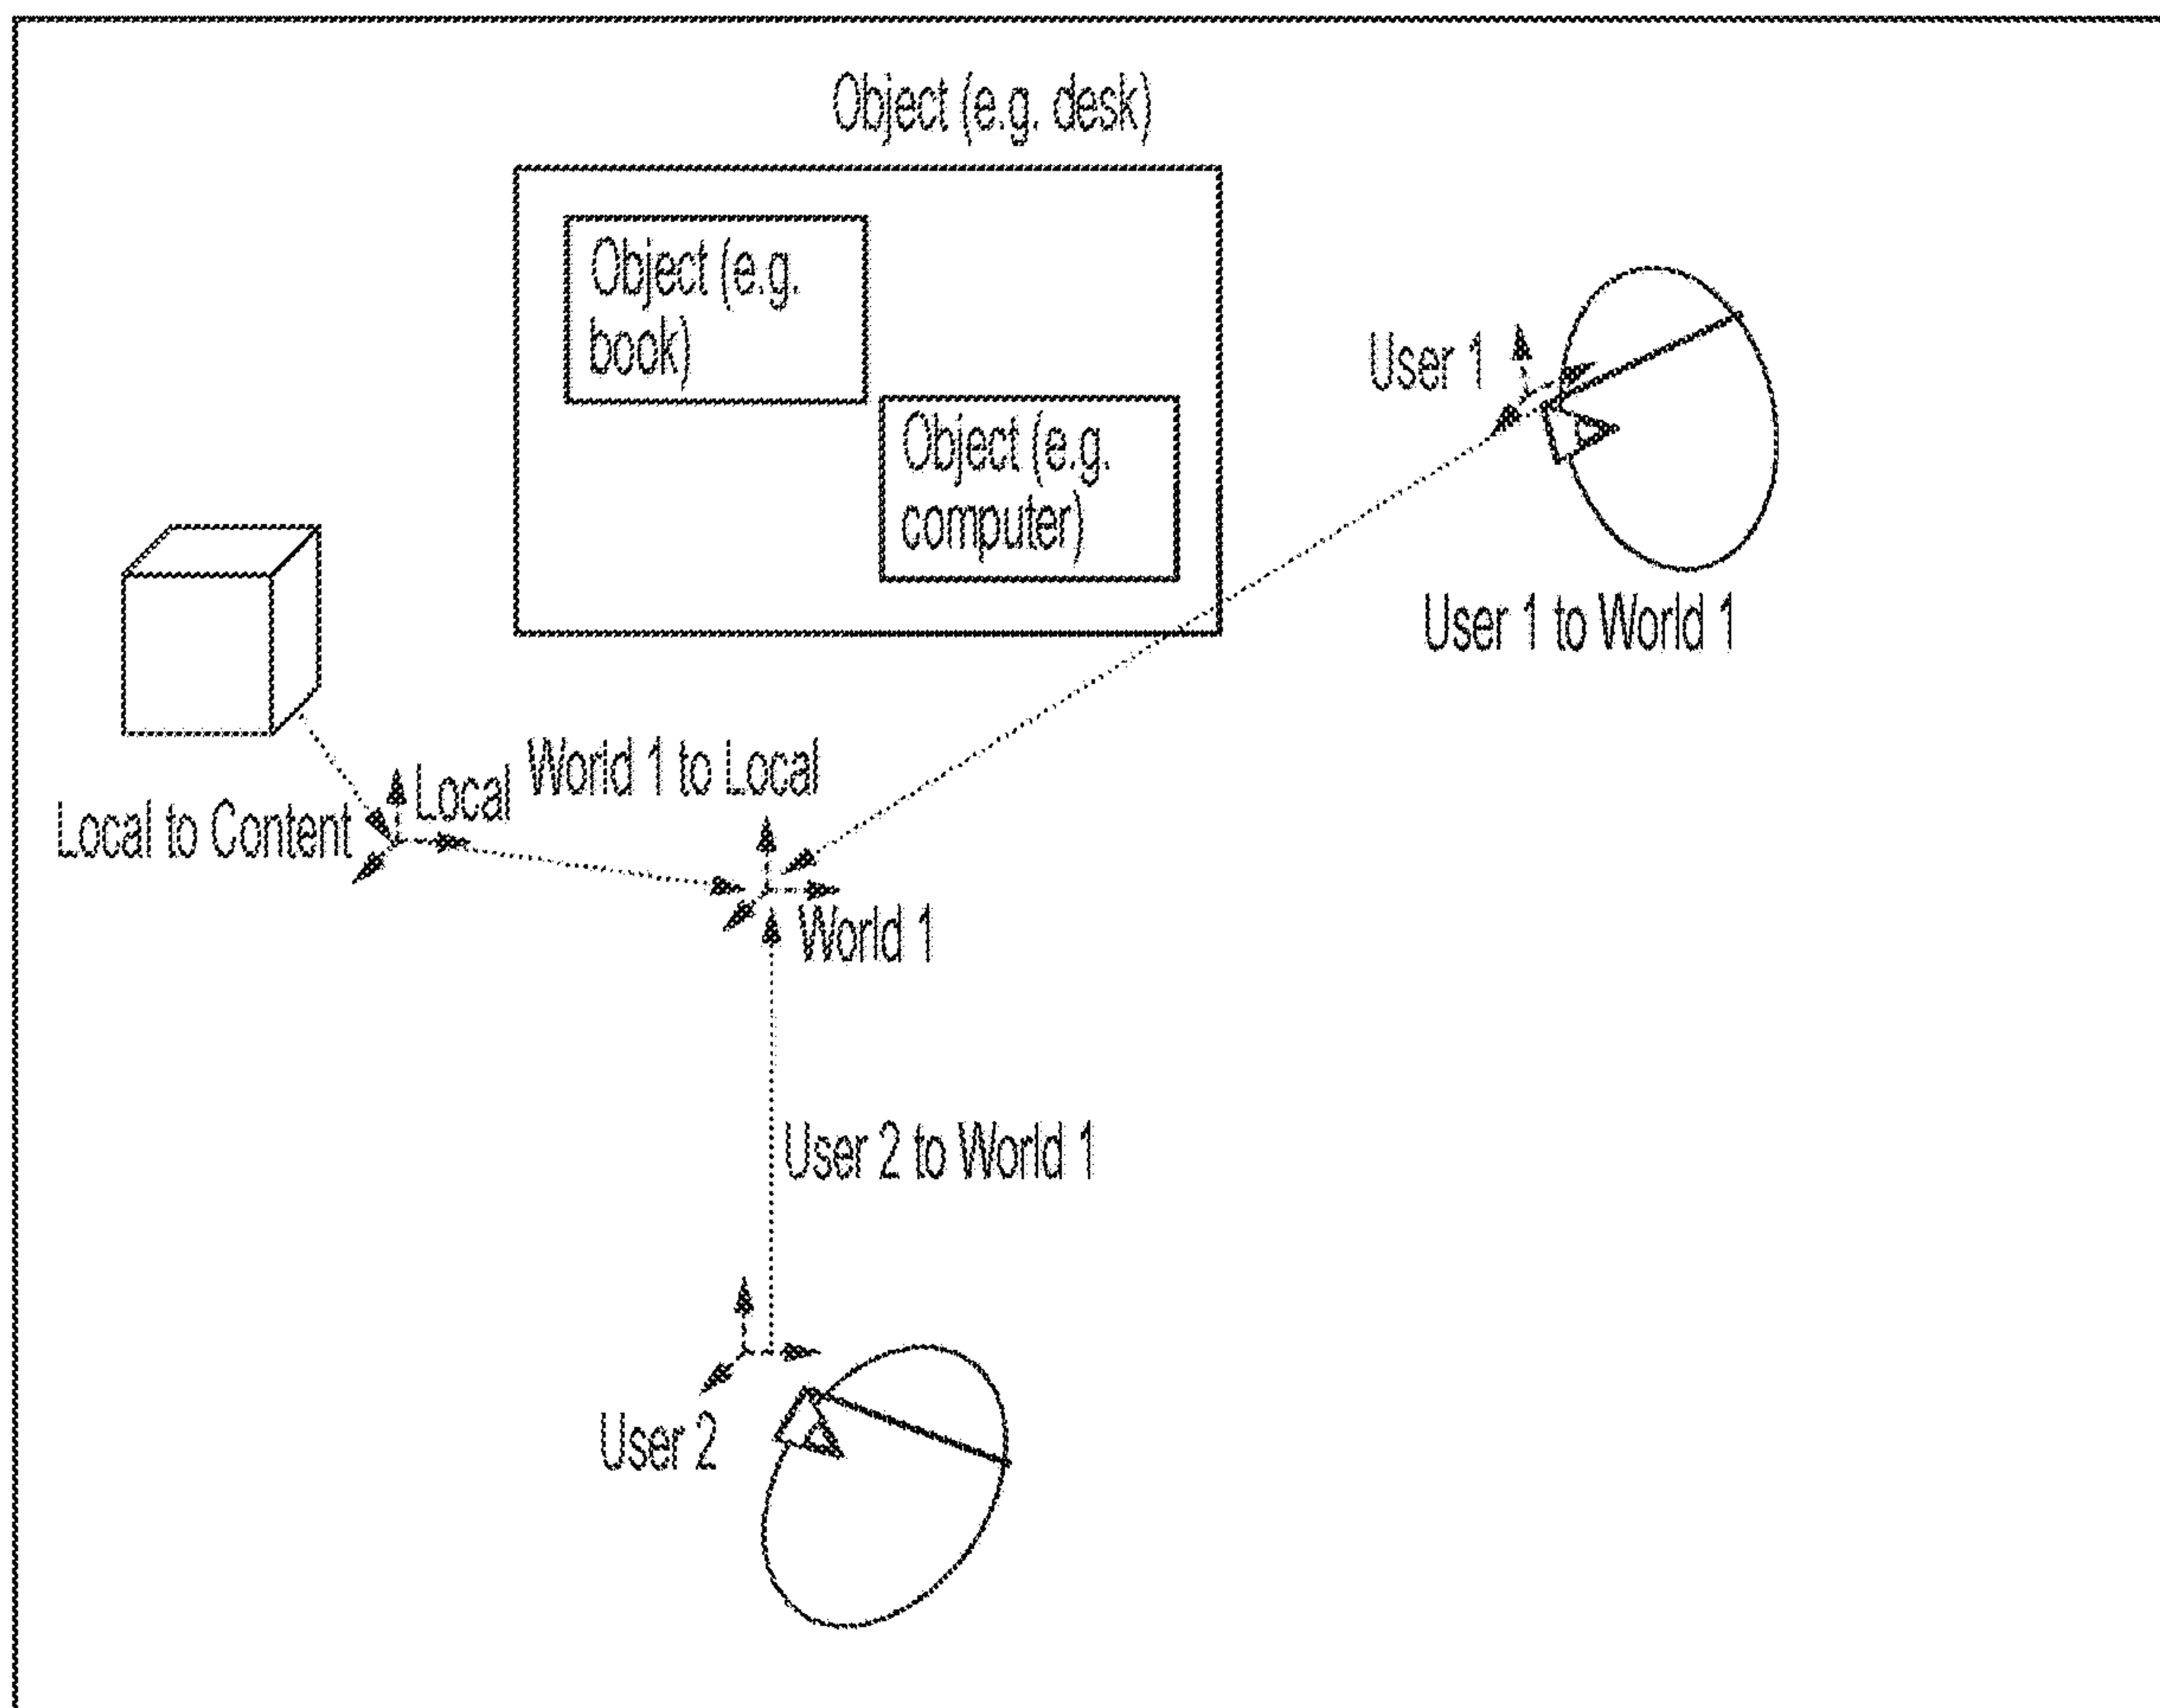 Object (e.g. desk)
Object (e.g.
book)
Object (e.g.
computer)
User 1
User 1 to World 1
World 1 to Local
Local
Local to Content
World 1
User 2 to World 1
User 2